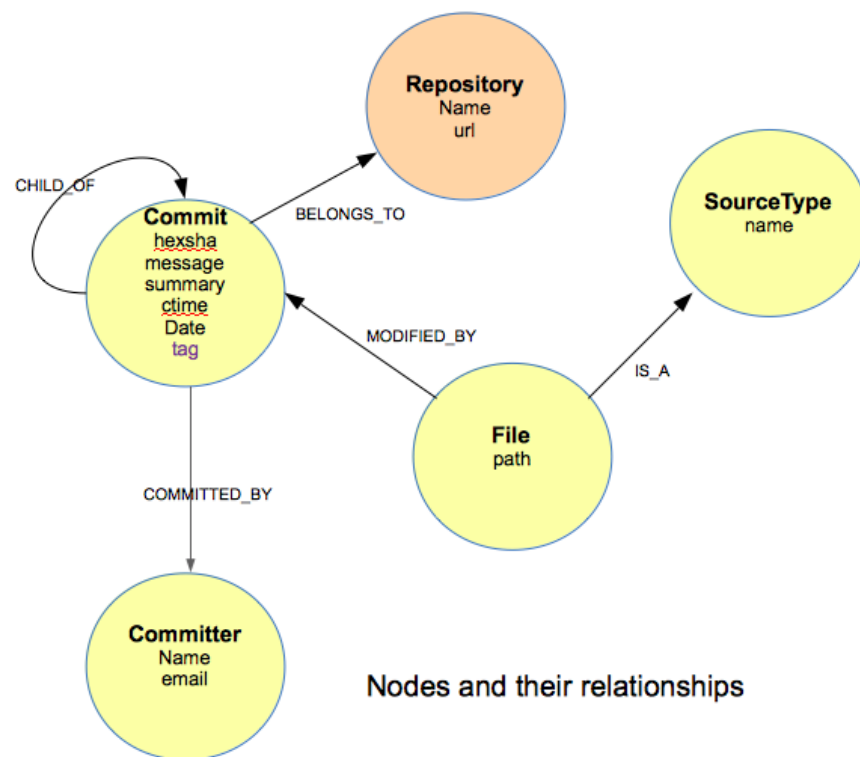 Repository
Name
url
CHILD_OF
Commit
hexsha
message
summary
ctime
Date
tag
BELONGS_TO
SourceType
name
MODIFIED_BY
IS_A
File
path
COMMITTED_BY
Committer
Name
email
Nodes and their relationships